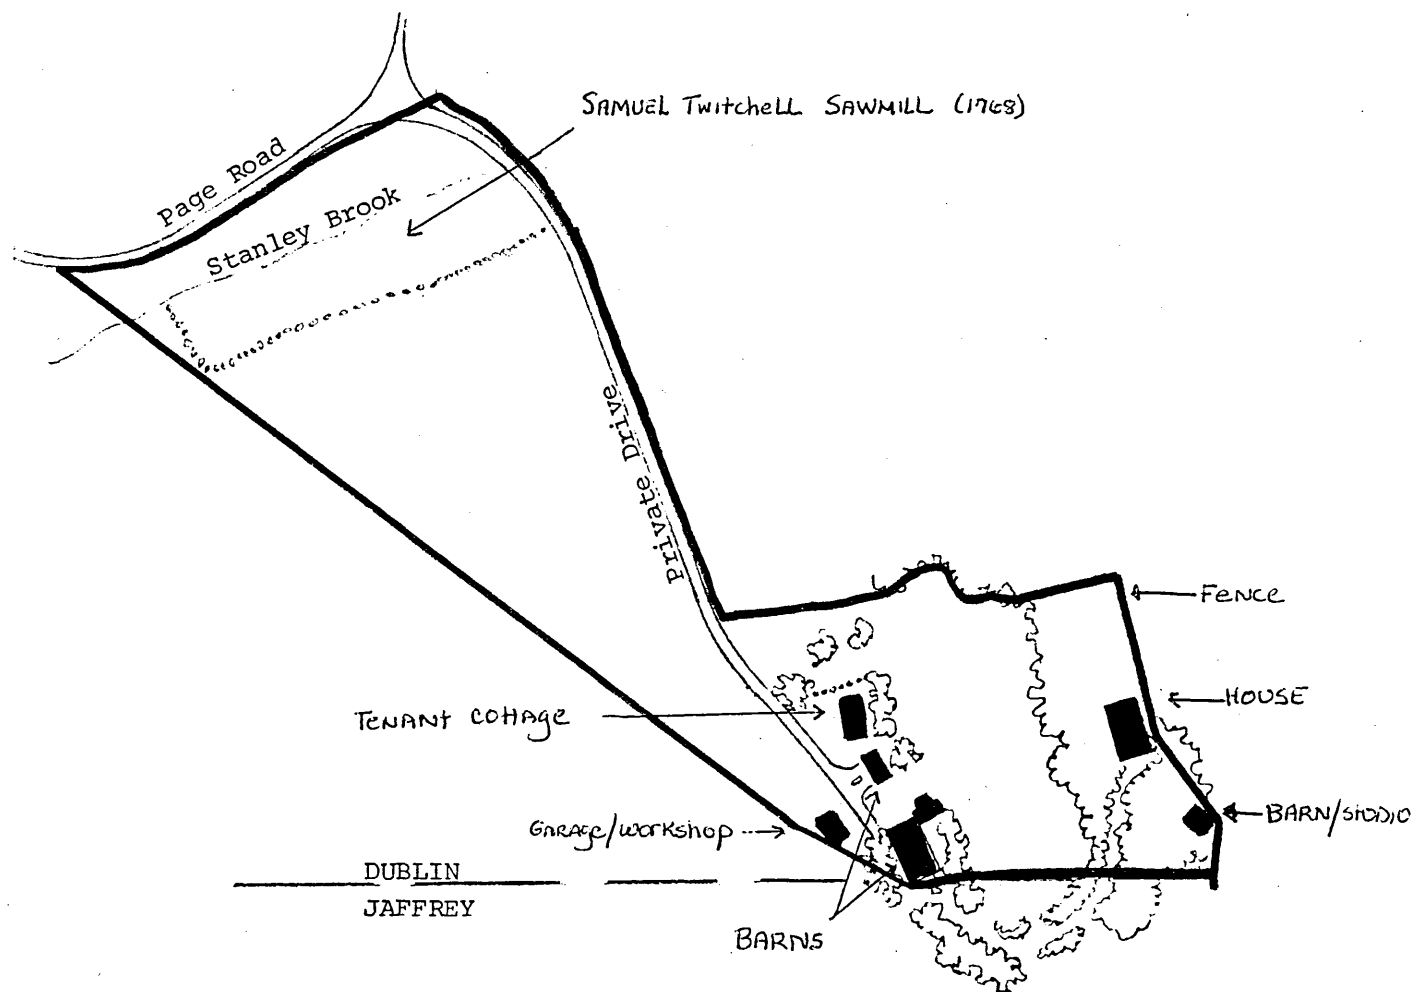 SAMUEL TWITCHELL SAWMILL (1768)
Page Road
Stanley Brook
Private Drive
FENCE
HOUSE
TENANT COTTAGE
BARN/STUDIO
GARAGE/WORKSHOP
DUBLIN
JAFFREY
BARNS